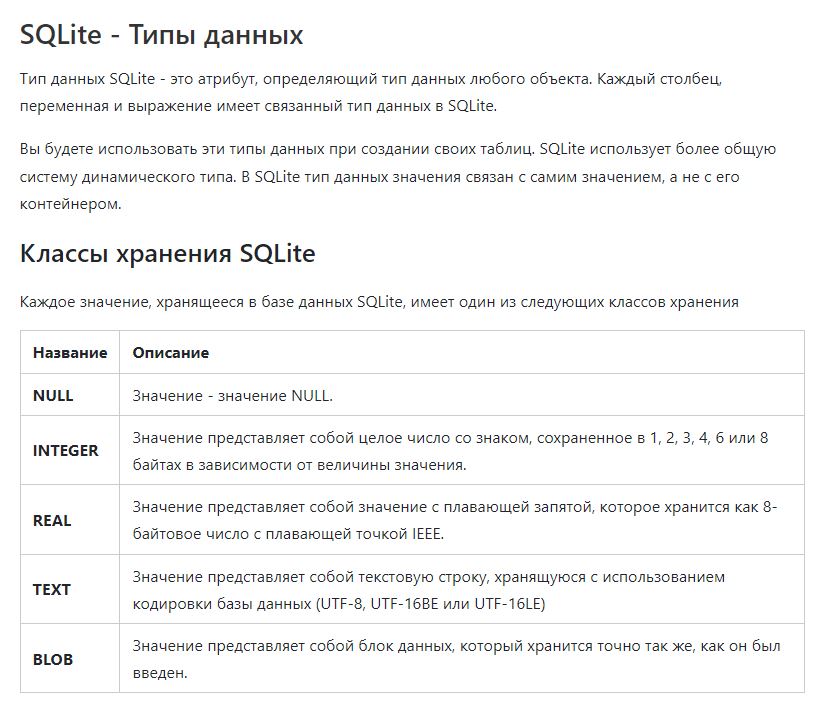 SQLite - Типы данных
Тип данных SQLite - это атрибут, определяющий тип данных любого объекта. Каждый столбец,
переменная и выражение имеет связанный тип данных в SQLite.
Вы будете использовать эти типы данных при создании своих таблиц. SQLite использует более общую
систему динамического типа. В SQLite тип данных значения связан с самим значением, а не с его
контейнером.
Классы хранения SQLite
Каждое значение, хранящееся в базе данных SQLite, имеет один из следующих классов хранения
Название Описание
NULL Значение - значение NULL.
INTEGER Значение представляет собой целое число со знаком, сохраненное в 1, 2, 3, 4, 6 или 8
байтах в зависимости от величины значения.
REAL Значение представляет собой значение с плавающей запятой, которое хранится как 8-
байтовое число с плавающей точкой IEEE.
TEXT Значение представляет собой текстовую строку, хранящуюся с использованием
кодировки базы данных (UTF-8, UTF-16BE или UTF-16LE)
BLOB Значение представляет собой блок данных, который хранится точно так же, как он был
введен.